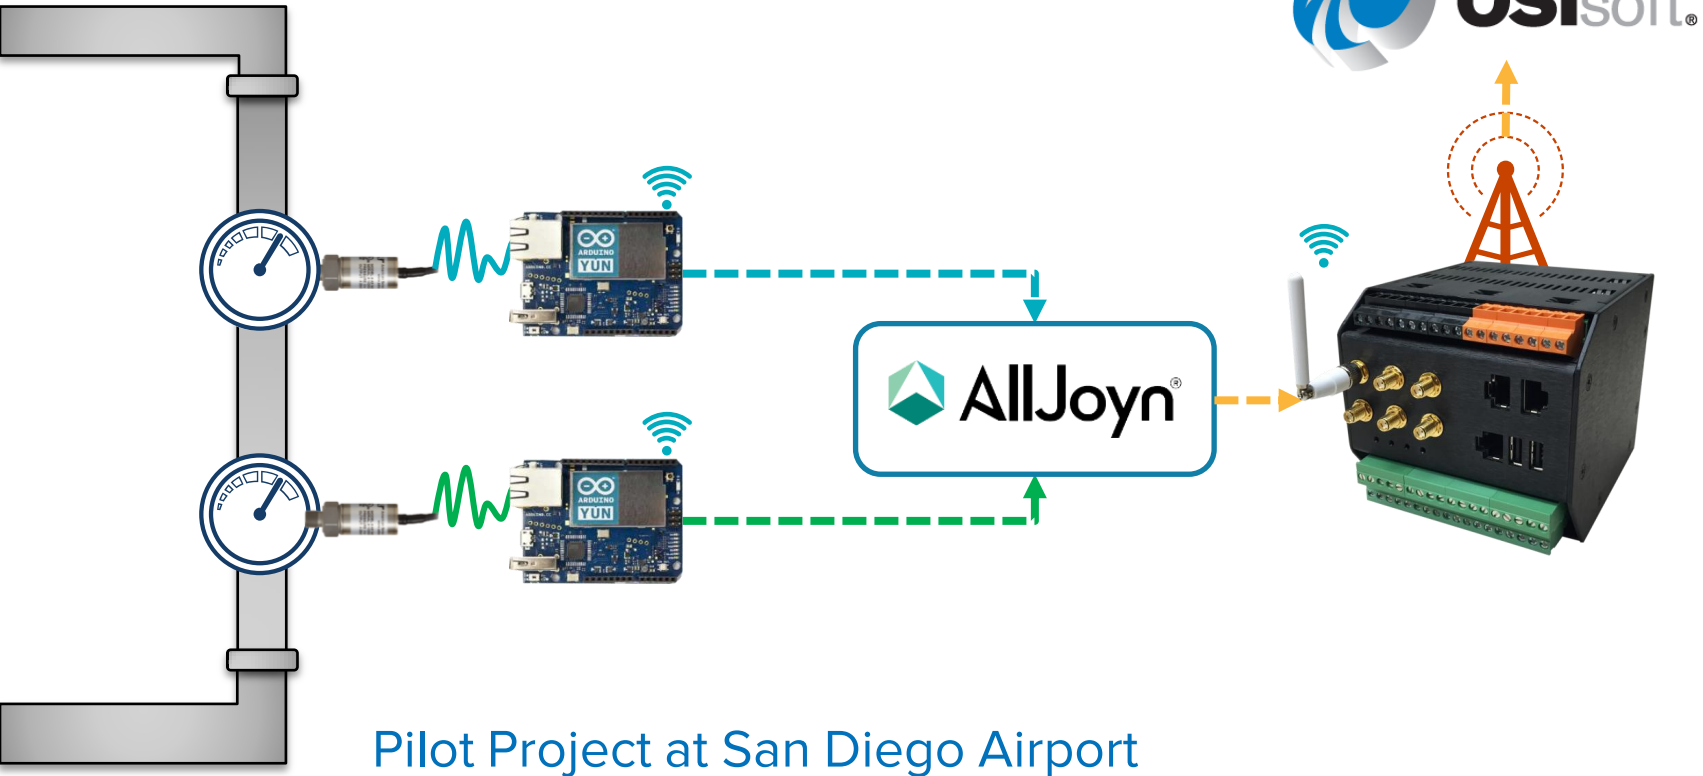 OSIsoft®
ARDUINO
YUN
AllJoyn®
ARDUINO
YUN
Pilot Project at San Diego Airport